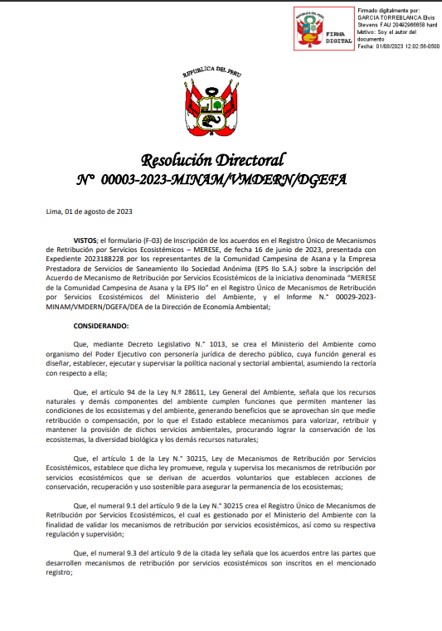 Firmado digitalmente por:
GARCIA TORREBLANCA Elvis
Stevens FAU 20492966658 hard
Motivo: Soy el autor del
documento
Fecha: 01/08/2023 12:02:56-0500
FIRMA
DIGITAL
REPUBLICA DEL PERU
Resolución Directoral
N° 00003-2023-MINAM/VMDERN/DGEFA
Lima, 01 de agosto de 2023
VISTOS; el formulario (F-03) de Inscripción de los acuerdos en el Registro Único de Mecanismos
de Retribución por Servicios Ecosistémicos – MERESE, de fecha 16 de junio de 2023, presentada con
Expediente 2023188228 por los representantes de la Comunidad Campesina de Asana y la Empresa
Prestadora de Servicios de Saneamiento Ilo Sociedad Anónima (EPS Ilo S.A.) sobre la inscripción del
Acuerdo de Mecanismo de Retribución por Servicios Ecosistémicos de la iniciativa denominada "MERESE
de la Comunidad Campesina de Asana y la EPS Ilo" en el Registro Único de Mecanismos de Retribución
por Servicios Ecosistémicos del Ministerio del Ambiente, y el Informe N.° 00029-2023-
MINAM/VMDERN/DGEFA/DEA de la Dirección de Economía Ambiental;
CONSIDERANDO:
Que, mediante Decreto Legislativo N.° 1013, se crea el Ministerio del Ambiente como
organismo del Poder Ejecutivo con personería jurídica de derecho público, cuya función general es
diseñar, establecer, ejecutar y supervisar la política nacional y sectorial ambiental, asumiendo la rectoría
con respecto a ella;
Que, el artículo 94 de la Ley N.º 28611, Ley General del Ambiente, señala que los recursos
naturales y demás componentes del ambiente cumplen funciones que permiten mantener las
condiciones de los ecosistemas y del ambiente, generando beneficios que se aprovechan sin que medie
retribución o compensación, por lo que el Estado establece mecanismos para valorizar, retribuir y
mantener la provisión de dichos servicios ambientales, procurando lograr la conservación de los
ecosistemas, la diversidad biológica y los demás recursos naturales;
Que, el artículo 1 de la Ley N.° 30215, Ley de Mecanismos de Retribución por Servicios
Ecosistémicos, establece que dicha ley promueve, regula y supervisa los mecanismos de retribución por
servicios ecosistémicos que se derivan de acuerdos voluntarios que establecen acciones de
conservación, recuperación y uso sostenible para asegurar la permanencia de los ecosistemas;
Que, el numeral 9.1 del artículo 9 de la Ley N.° 30215 crea el Registro Único de Mecanismos de
Retribución por Servicios Ecosistémicos, el cual es gestionado por el Ministerio del Ambiente con la
finalidad de validar los mecanismos de retribución por servicios ecosistémicos, así como su respectiva
regulación y supervisión;
Que, el numeral 9.3 del artículo 9 de la citada ley señala que los acuerdos entre las partes que
desarrollen mecanismos de retribución por servicios ecosistémicos son inscritos en el mencionado
registro;